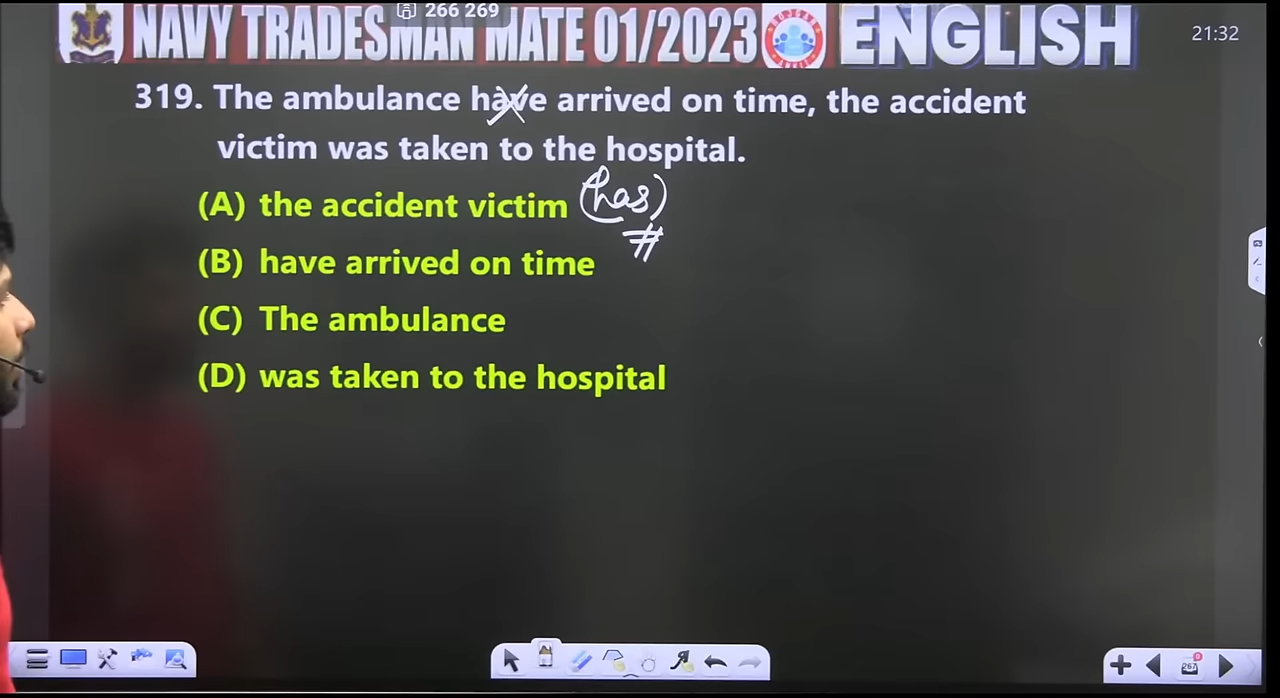 266 269
NAVY TRADESMAN MATE 01/2023 ENGLISH
21:32
319. The ambulance have arrived on time, the accident
victim was taken to the hospital.
(A) the accident victim (has)
(B) have arrived on time
(C) The ambulance
(D) was taken to the hospital
267